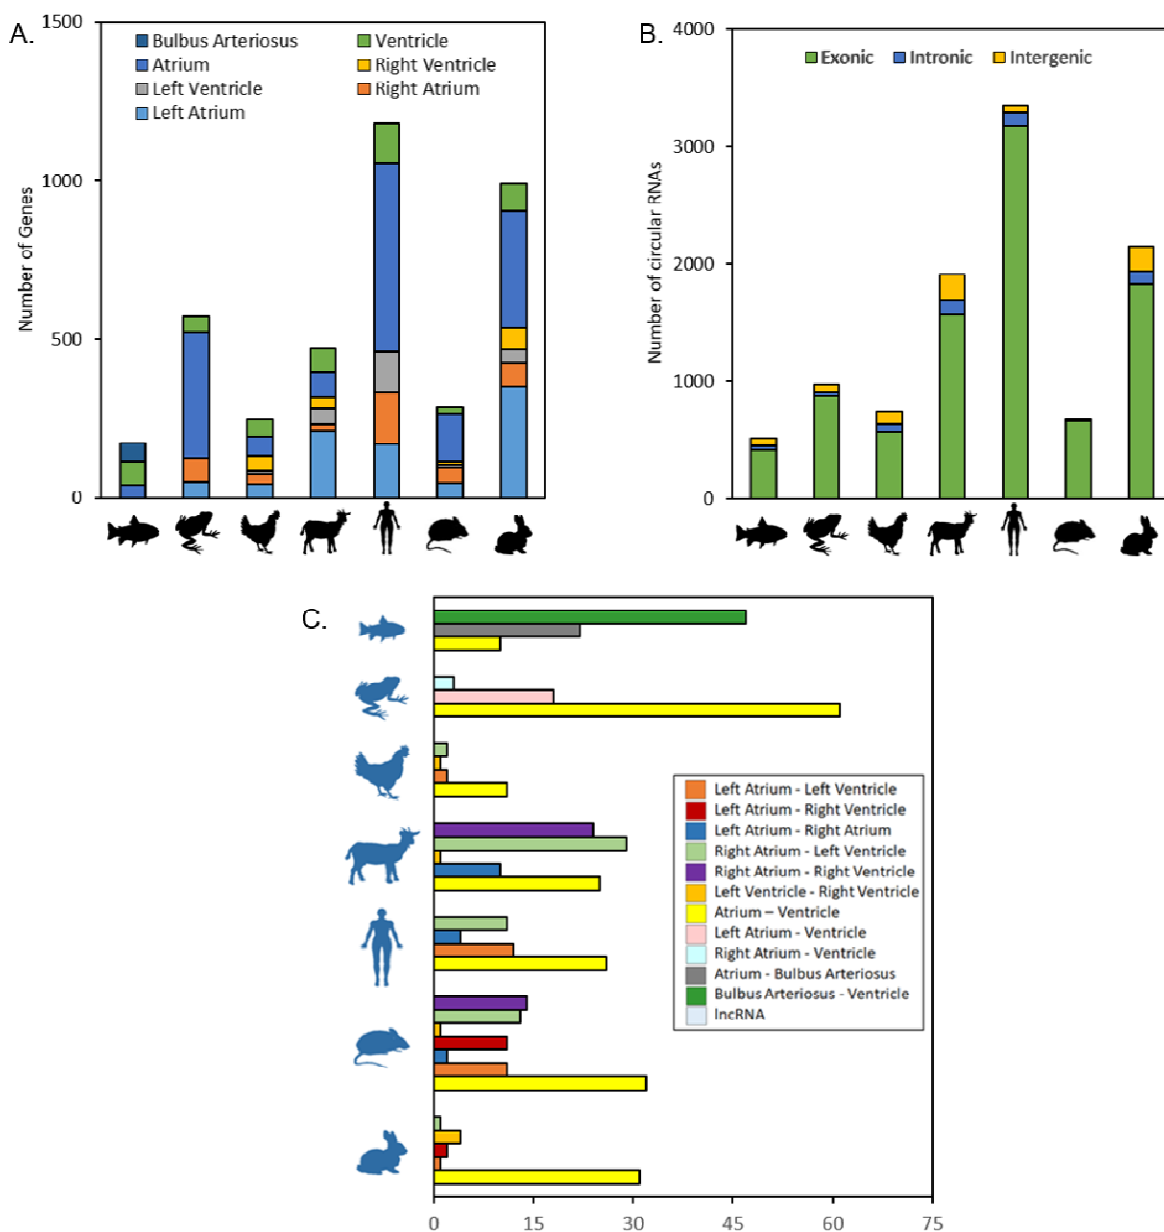 A.
1500
1000
500
0
Number of Genes
Bulbus Arteriosus
Ventricle
Atrium
Right Ventricle
Left Ventricle
Right Atrium
Left Atrium
B.
4000
3000
2000
1000
0
Number of circular RNAs
Exonic
Intronic
Intergenic
C.
Left Atrium - Left Ventricle
Left Atrium - Right Ventricle
Left Atrium - Right Atrium
Right Atrium - Left Ventricle
Right Atrium - Right Ventricle
Left Ventricle - Right Ventricle
Atrium – Ventricle
Left Atrium - Ventricle
Right Atrium - Ventricle
Atrium - Bulbus Arteriosus
Bulbus Arteriosus - Ventricle
lncRNA
0 15 30 45 60 75